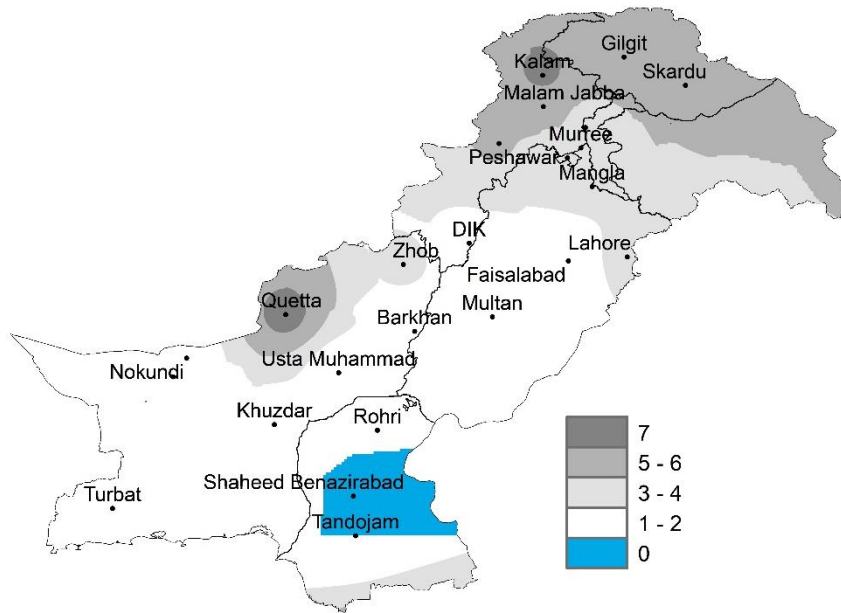 Gilgit
Kalam
Skardu
Malam Jabba
Murree
Peshawar
Mangla
DIK
Zhob
Lahore
Faisalabad
Quetta
Multan
Barkhan
Usta Muhammad
Nokundi
Khuzdar
Rohri
7
5 - 6
Shaheed Benazirabad
3 - 4
Turbat
Tandojam
1 - 2
0